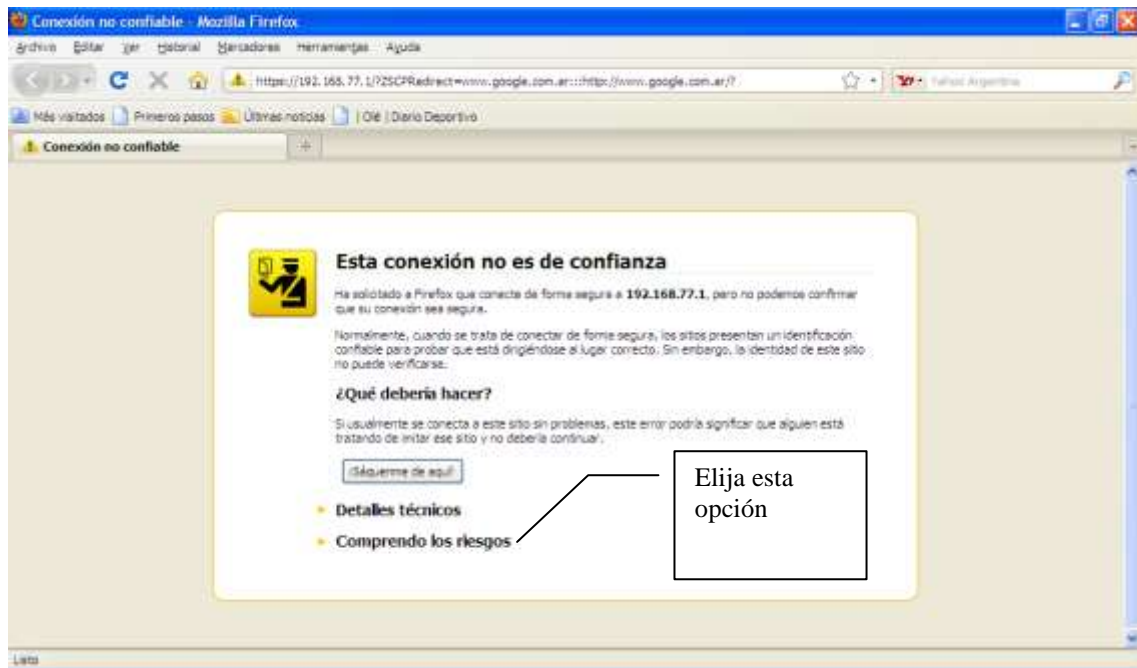 Conexión no confiable - Mozilla Firefox
Archivo Editar Ver Historial Marcadores Herramientas Ayuda
https://192.168.77.1/?ZSCPRedirect=www.google.com.ar:::http://www.google.com.ar/? Yahoo! Argentina
Más visitados Primeros pasos Últimas noticias | Olé | Diario Deportivo
Conexión no confiable
Esta conexión no es de confianza
Ha solicitado a Firefox que conecte de forma segura a 192.168.77.1, pero no podemos confirmar
que su conexión sea segura.
Normalmente, cuando se trata de conectar de forma segura, los sitios presentan un identificación
confiable para probar que está dirigiéndose al lugar correcto. Sin embargo, la identidad de este sitio
no puede verificarse.
¿Qué debería hacer?
Si usualmente se conecta a este sitio sin problemas, este error podría significar que alguien está
tratando de imitar ese sitio y no debería continuar.
¡Sáquenme de aquí!
Detalles técnicos
Comprendo los riesgos
Elija esta
opción
Listo